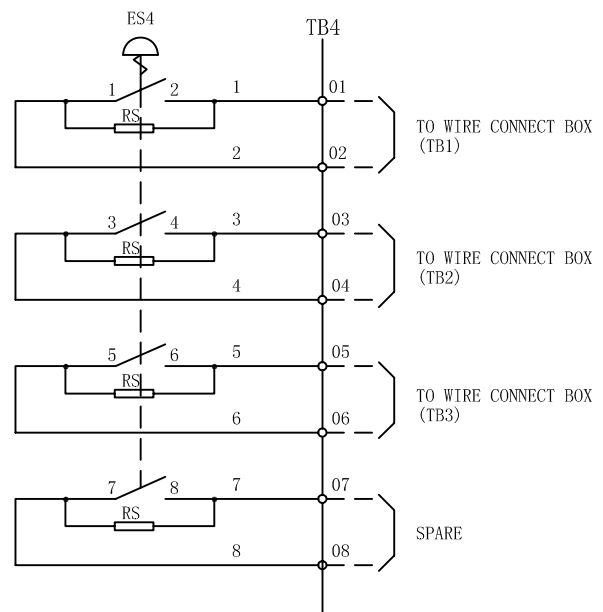 ES4
TB4
1 2 1 01
RS
TO WIRE CONNECT BOX
(TB1)
2 02
3 4 3 03
RS
TO WIRE CONNECT BOX
(TB2)
4 04
5 6 5 05
RS
TO WIRE CONNECT BOX
(TB3)
6 06
7 8 7 07
RS
SPARE
8 08